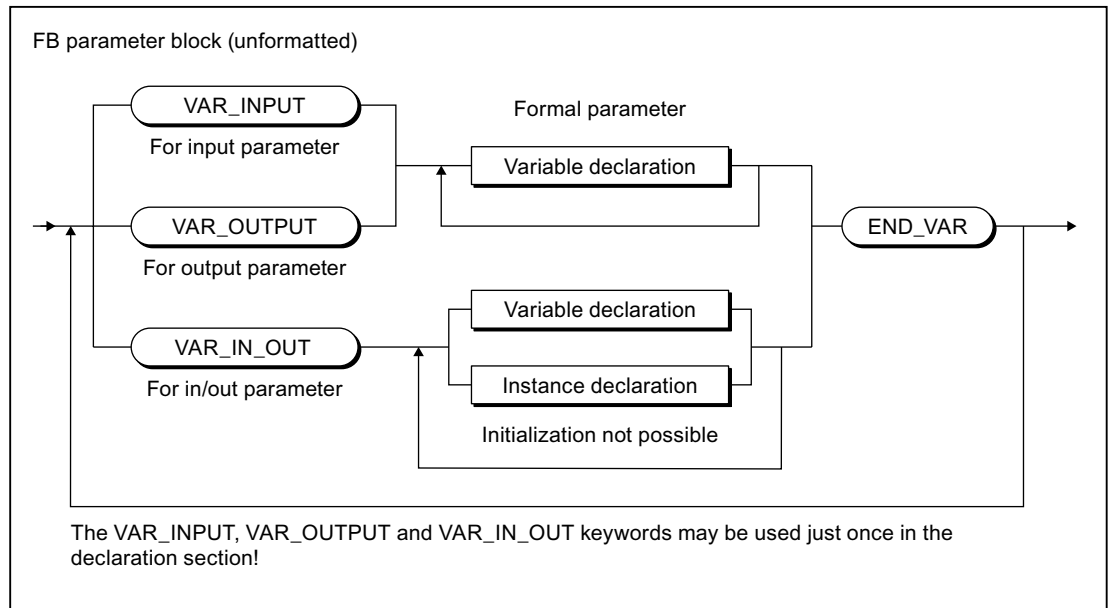 FB parameter block (unformatted)
VAR_INPUT
For input parameter
Formal parameter
Variable declaration
VAR_OUTPUT
For output parameter
END_VAR
VAR_IN_OUT
For in/out parameter
Variable declaration
Instance declaration
Initialization not possible
The VAR_INPUT, VAR_OUTPUT and VAR_IN_OUT keywords may be used just once in the
declaration section!